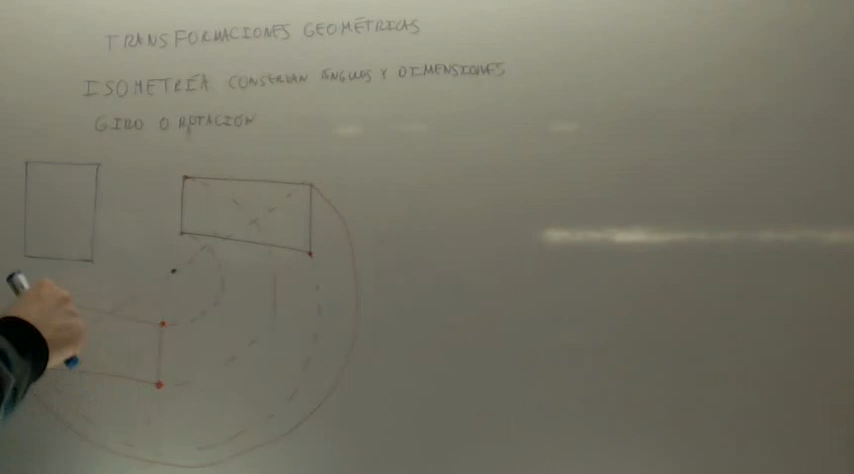 TRANSFORMACIONES GEOMÉTRICAS
ISOMETRÍA CONSERVAN ÁNGULOS Y DIMENSIONES
GIRO O ROTACIÓN